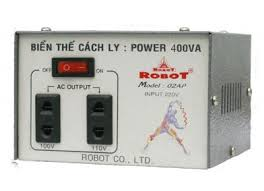 BIẾN THẾ CÁCH LY : POWER 400VA
OFF ON
ROBOT
ROBOT
Model : 02AP
INPUT 220V
AC OUTPUT
100V 110V
ROBOT CO., LTD.